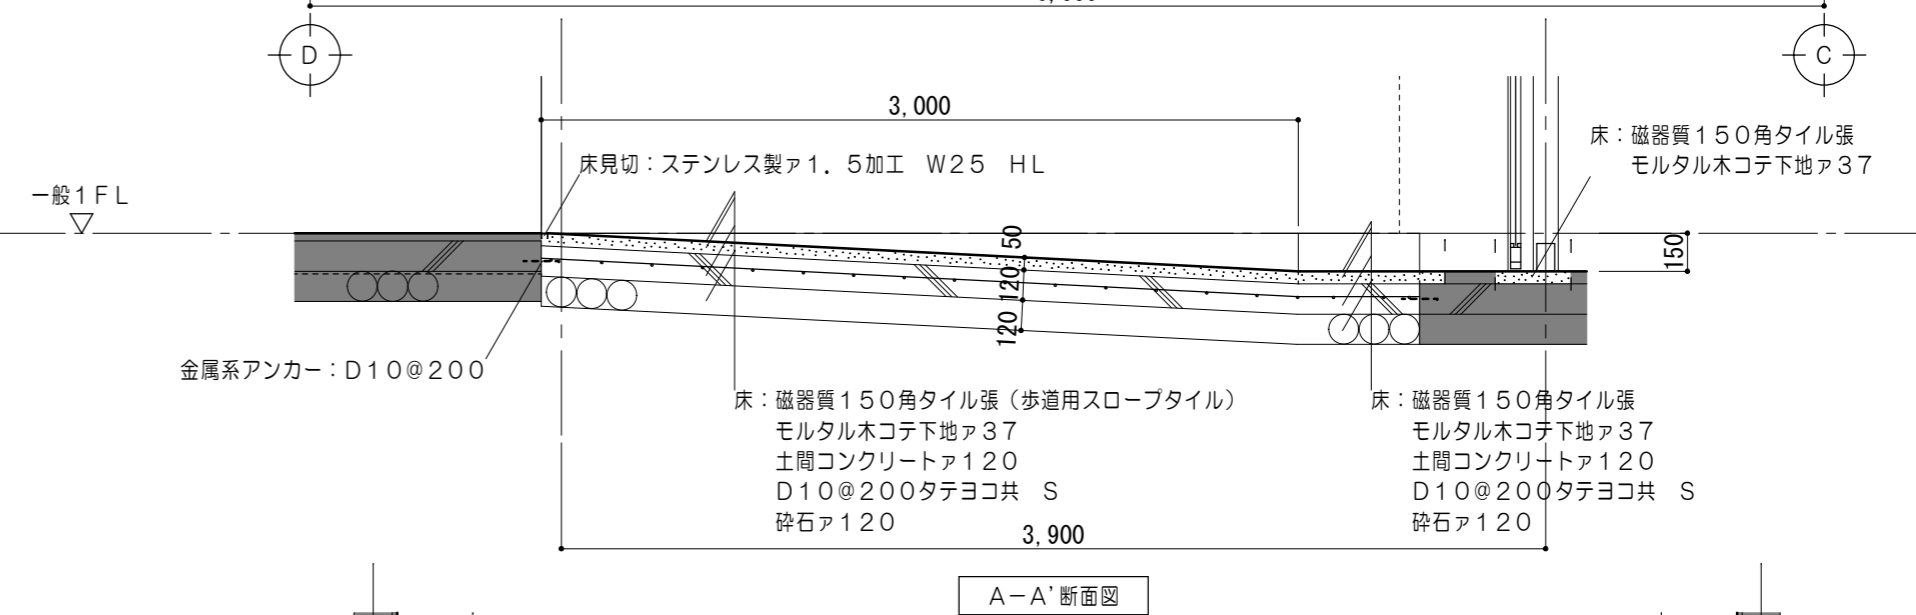 D
C
3,000
床：磁器質１５０角タイル張
モルタル木コテ下地ァ３７
床見切：ステンレス製ァ１．５加工　Ｗ２５　ＨＬ
一般１ＦＬ
50
120
120
150
金属系アンカー：Ｄ１０＠２００
床：磁器質１５０角タイル張（歩道用スロープタイル）
モルタル木コテ下地ァ３７
土間コンクリートァ１２０
Ｄ１０＠２００タテヨコ共　Ｓ
砕石ァ１２０
床：磁器質１５０角タイル張
モルタル木コテ下地ァ３７
土間コンクリートァ１２０
Ｄ１０＠２００タテヨコ共　Ｓ
砕石ァ１２０
3,900
Ａ－Ａ’断面図